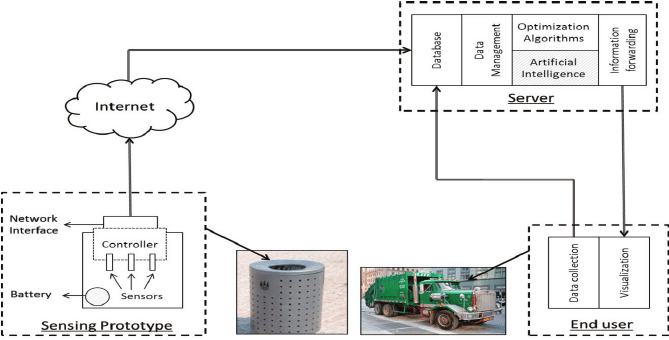 Internet
Database
Data
Management
Optimization
Algorithms
Artificial
Intelligence
Information
forwarding
Server
Network
Interface
Controller
Battery
Sensors
Sensing Prototype
Data collection
Visualization
End user